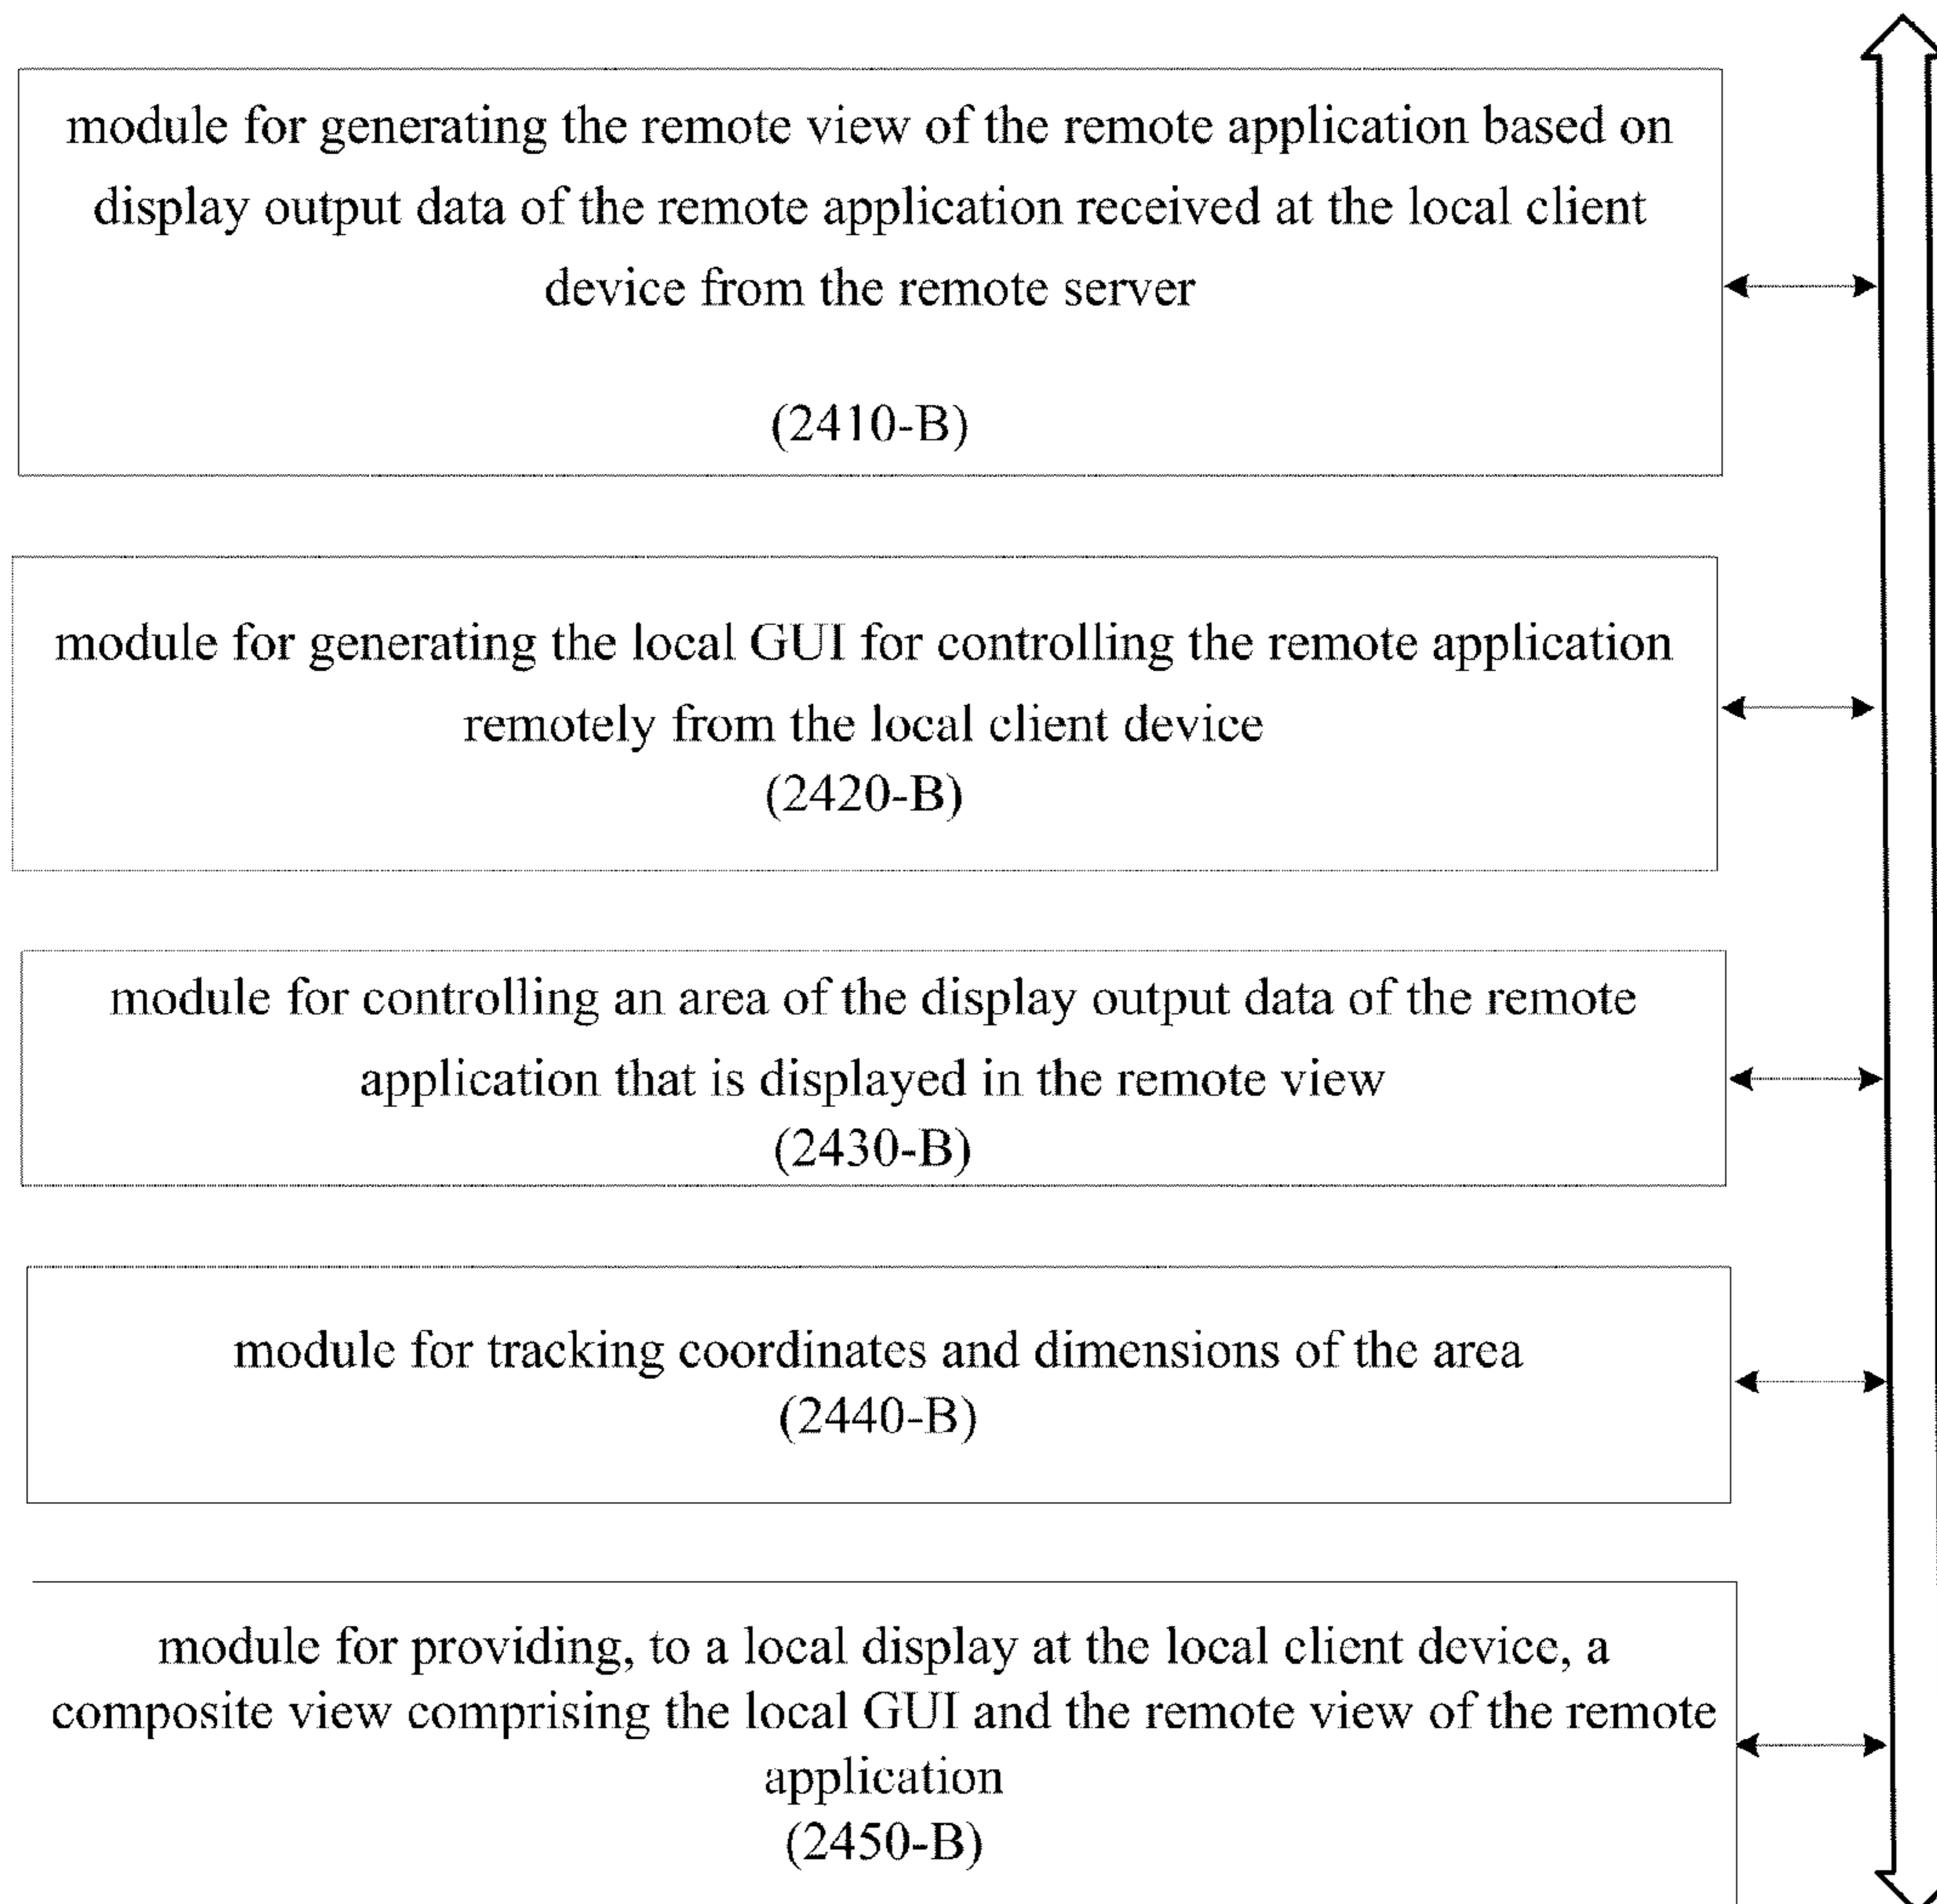 module for generating the remote view of the remote application based on
display output data of the remote application received at the local client
device from the remote server
(2410-B)
module for generating the local GUI for controlling the remote application
remotely from the local client device
(2420-B)
module for controlling an area of the display output data of the remote
application that is displayed in the remote view
(2430-B)
module for tracking coordinates and dimensions of the area
(2440-B)
module for providing, to a local display at the local client device, a
composite view comprising the local GUI and the remote view of the remote
application
(2450-B)